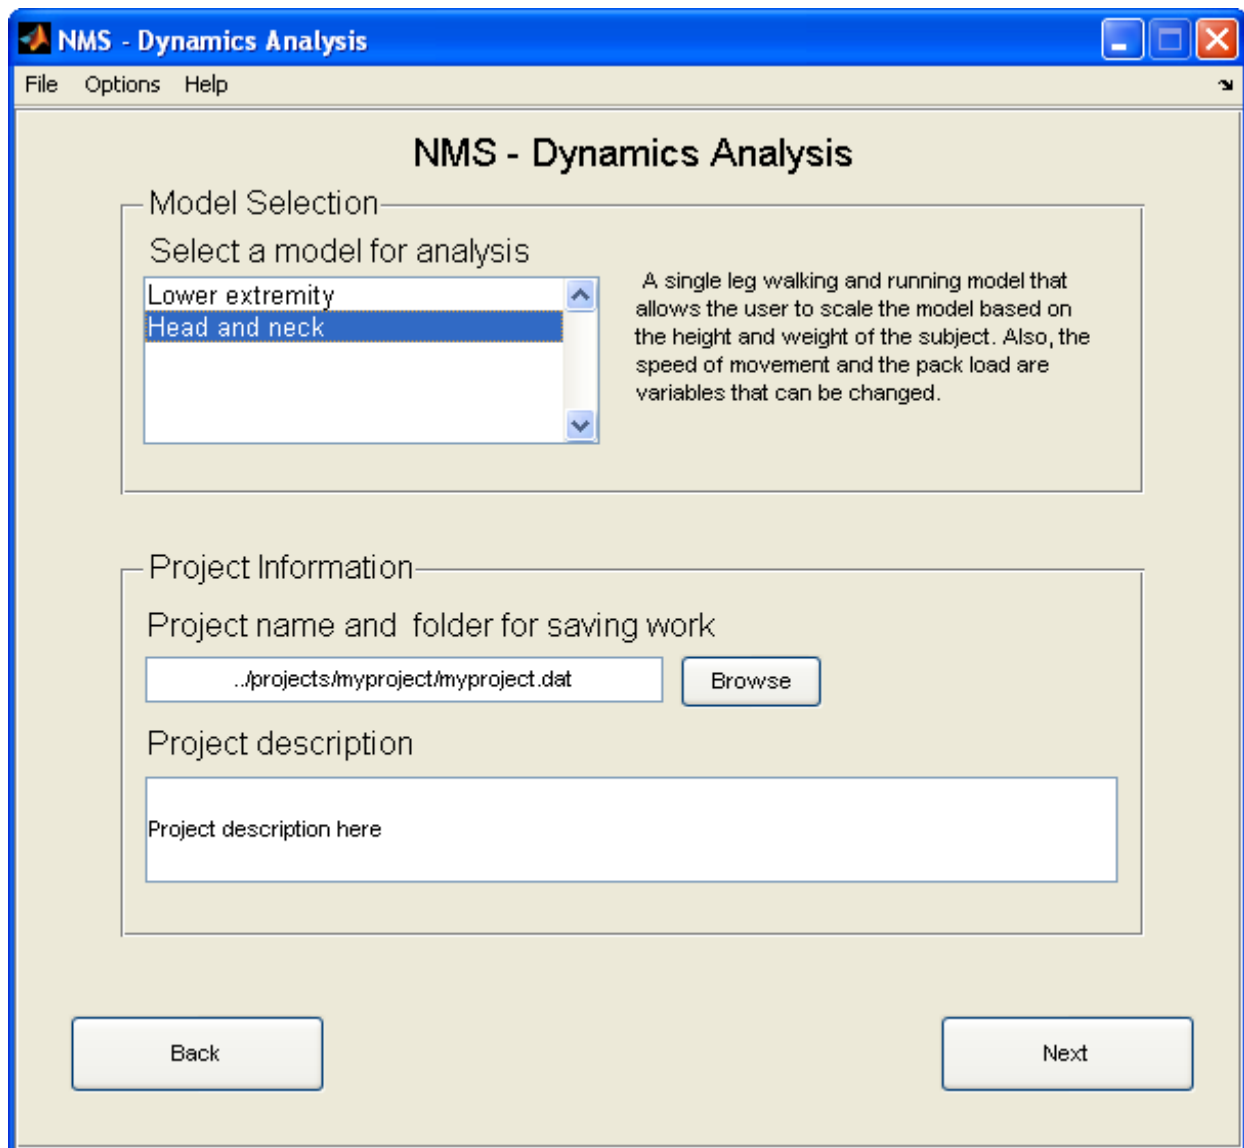 NMS - Dynamics Analysis
File Options Help
NMS - Dynamics Analysis
Model Selection
Select a model for analysis
Lower extremity
Head and neck
A single leg walking and running model that
allows the user to scale the model based on
the height and weight of the subject. Also, the
speed of movement and the pack load are
variables that can be changed.
Project Information
Project name and folder for saving work
../projects/myproject/myproject.dat
Browse
Project description
Project description here
Back
Next